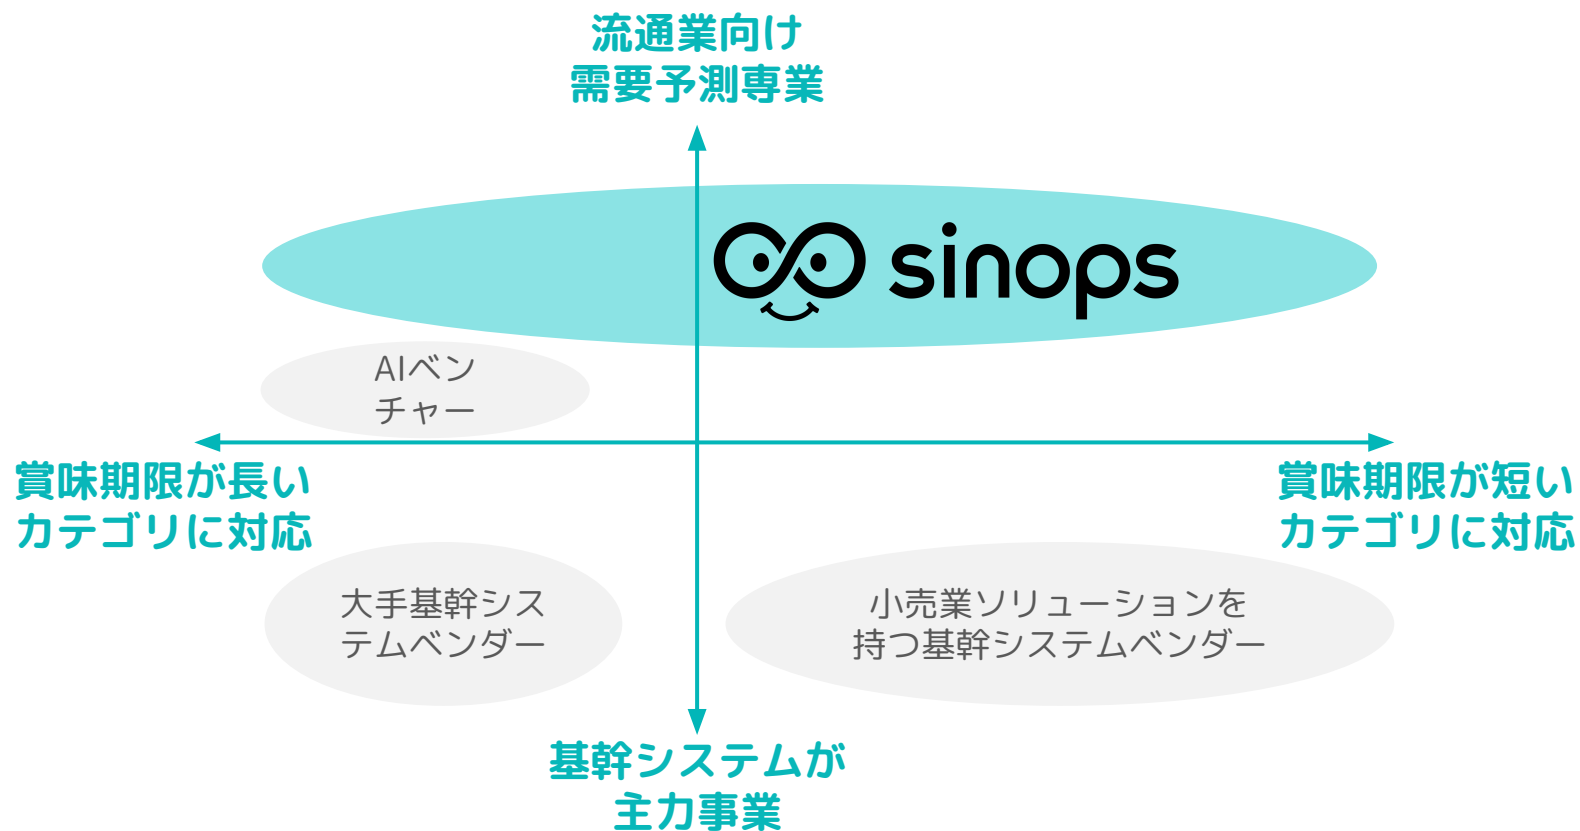 流通業向け
需要予測専業
sinops
AIベン
チャー
賞味期限が長い
カテゴリに対応
賞味期限が短い
カテゴリに対応
大手基幹シス
テムベンダー
小売業ソリューションを
持つ基幹システムベンダー
基幹システムが
主力事業